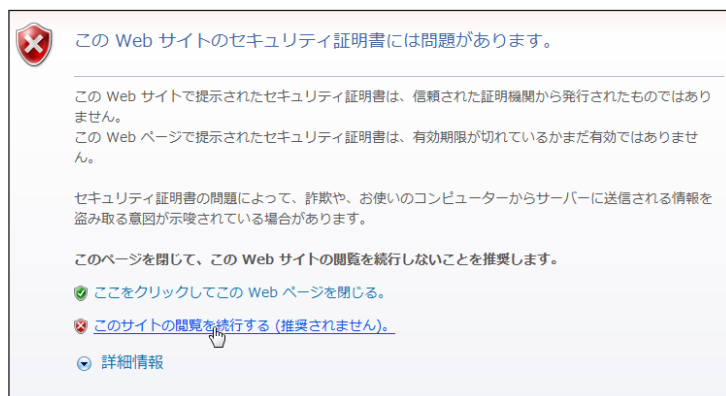 この Web サイトのセキュリティ証明書には問題があります。
この Web サイトで提示されたセキュリティ証明書は、信頼された証明機関から発行されたものではあり
ません。
この Web ページで提示されたセキュリティ証明書は、有効期限が切れているかまだ有効ではありませ
ん。
セキュリティ証明書の問題によって、詐欺や、お使いのコンピューターからサーバーに送信される情報を
盗み取る意図が示唆されている場合があります。
このページを閉じて、この Web サイトの閲覧を続行しないことを推奨します。
ここをクリックしてこの Web ページを閉じる。
このサイトの閲覧を続行する (推奨されません)。
詳細情報